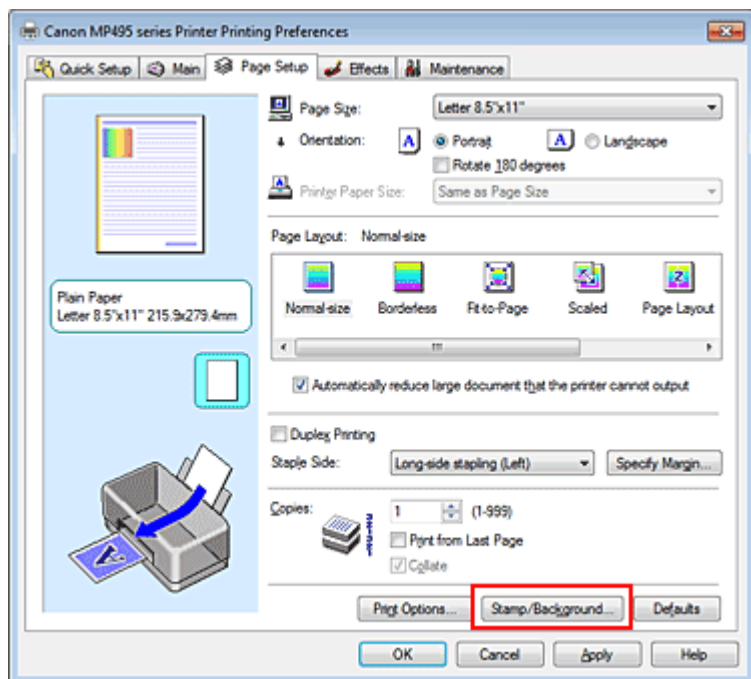 Canon MP495 series Printer Printing Preferences
Quick Setup Main Page Setup Effects Maintenance
Page Size: Letter 8.5"x11"
Orientation: A Portrait A Landscape
Rotate 180 degrees
Printer Paper Size: Same as Page Size
Page Layout: Normal-size
Normal-size Borderless Fit-to-Page Scaled Page Layout
Plain Paper
Letter 8.5"x11" 215.9x279.4mm
Automatically reduce large document that the printer cannot output
Duplex Printing
Staple Side: Long-side stapling (Left) Specify Margin...
Copies: 1 (1-999)
Print from Last Page
Collate
Print Options... Stamp/Background... Defaults
OK Cancel Apply Help